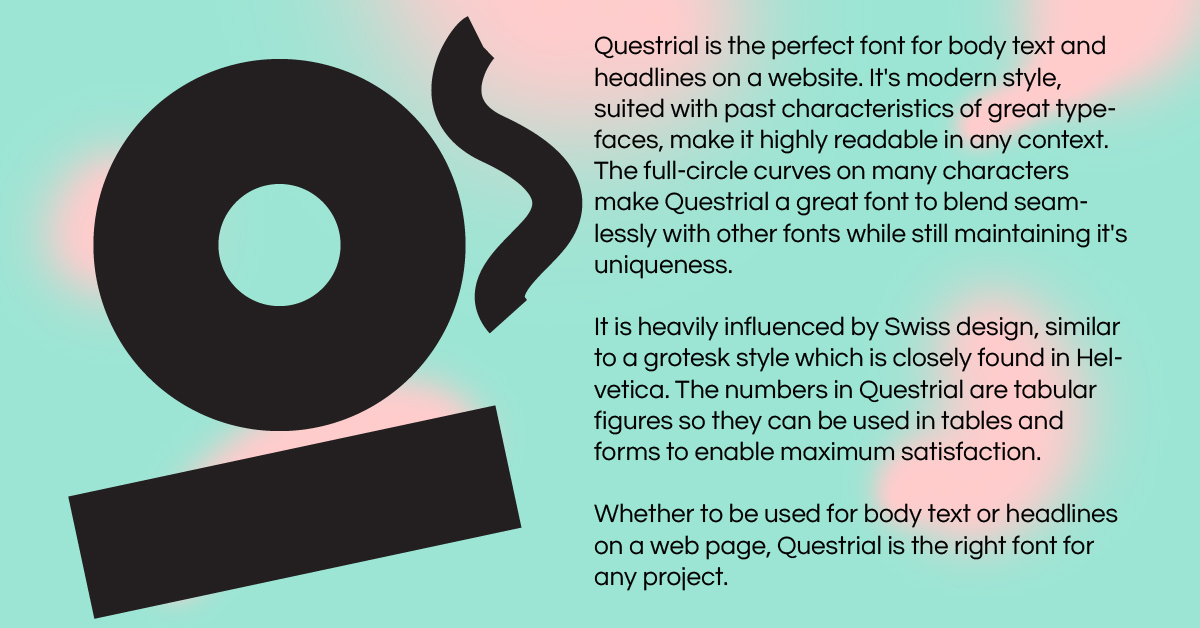 Questrial is the perfect font for body text and
headlines on a website. It's modern style,
suited with past characteristics of great type-
faces, make it highly readable in any context.
The full-circle curves on many characters
make Questrial a great font to blend seam-
lessly with other fonts while still maintaining it's
uniqueness.
It is heavily influenced by Swiss design, similar
to a grotesk style which is closely found in Hel-
vetica. The numbers in Questrial are tabular
figures so they can be used in tables and
forms to enable maximum satisfaction.
Whether to be used for body text or headlines
on a web page, Questrial is the right font for
any project.